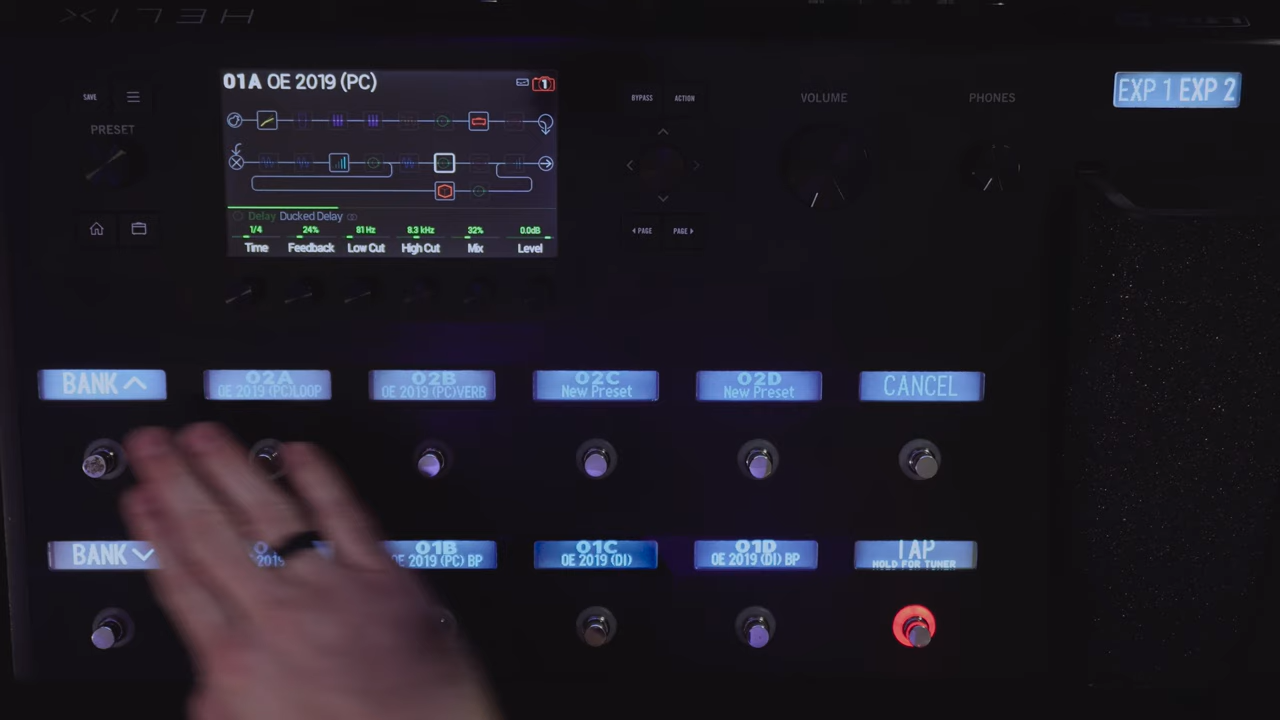 HELIX
01A OE 2019 (PC)
1
SAVE
PRESET
BYPASS
ACTION
VOLUME
PHONES
EXP 1 EXP 2
Delay Ducked Delay
1/4 24% 81 Hz 8.3 kHz 32% 0.0dB
Time Feedback Low Cut High Cut Mix Level
PAGE
PAGE
BANK
02A
OE 2019 (PC)LOOP
02B
OE 2019 (PC)VERB
02C
New Preset
02D
New Preset
CANCEL
BANK
2019
01B
OE 2019 (PC) BP
01C
OE 2019 (DI)
01D
OE 2019 (DI) BP
TAP
HOLD FOR TUNER